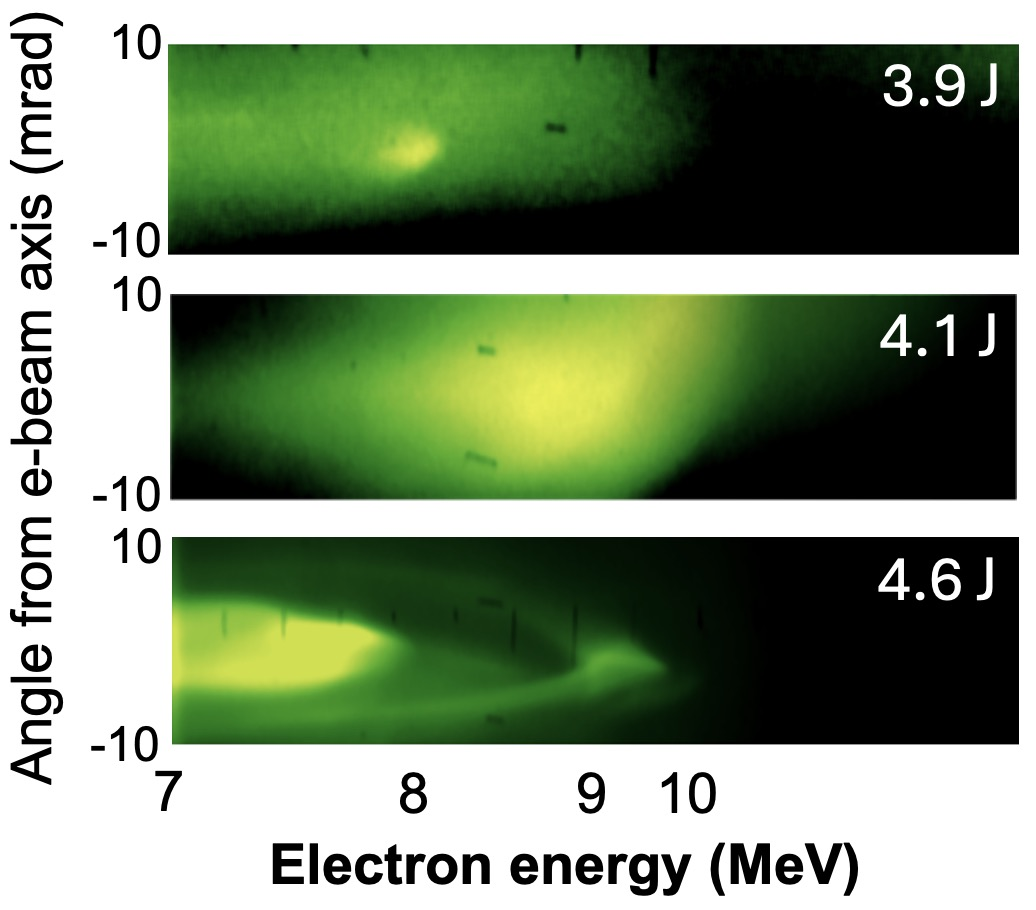 Angle from e-beam axis (mrad)
10
3.9 J
-10
10
4.1 J
-10
10
4.6 J
-10
7 8 9 10
Electron energy (MeV)